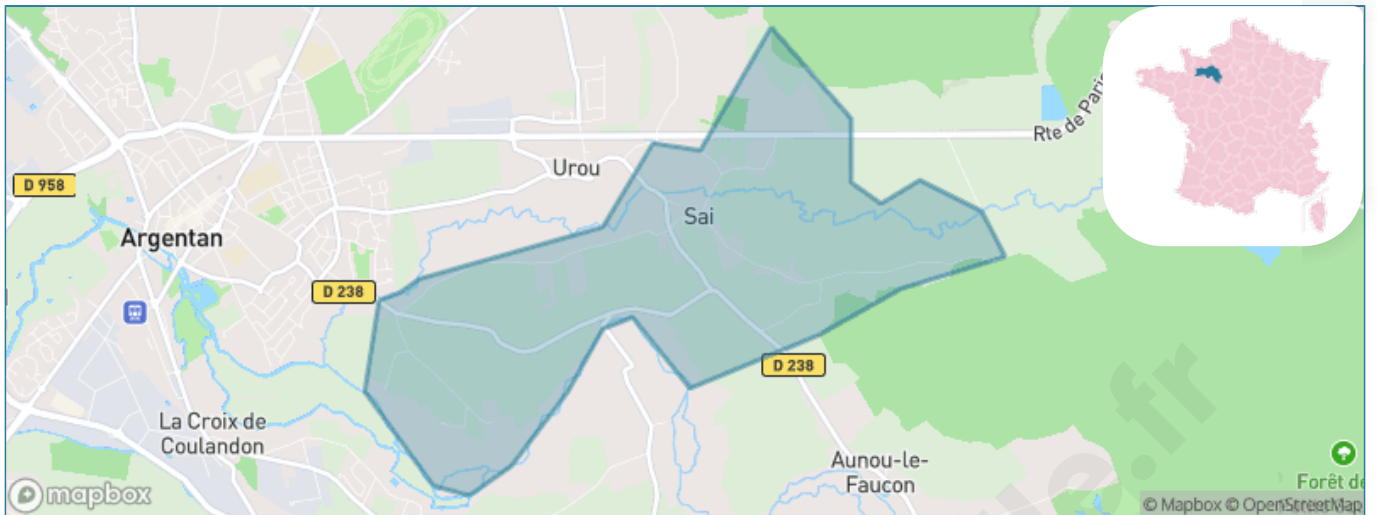 Rte de Paris
Urou
D 958
Sai
Argentan
D 238
D 238
La Croix de
Coulandon
Aunou-le-
Faucon
Forêt de
mapbox
© Mapbox © OpenStreetMap